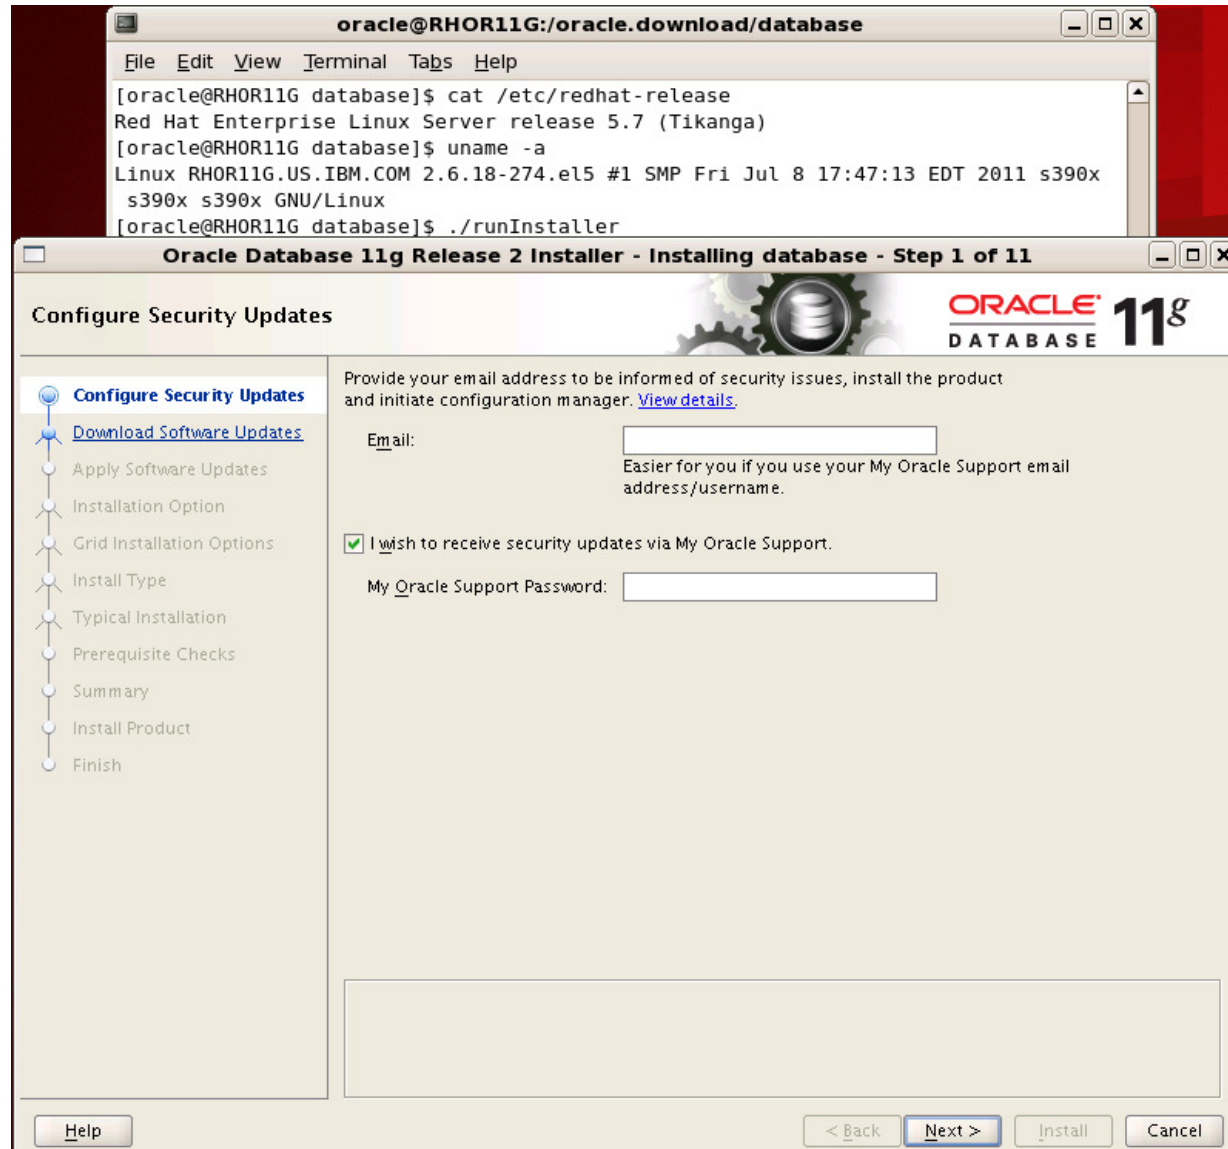 oracle@RHOR11G:/oracle.download/database
File Edit View Terminal Tabs Help
[oracle@RHOR11G database]$ cat /etc/redhat-release
Red Hat Enterprise Linux Server release 5.7 (Tikanga)
[oracle@RHOR11G database]$ uname -a
Linux RHOR11G.US.IBM.COM 2.6.18-274.el5 #1 SMP Fri Jul 8 17:47:13 EDT 2011 s390x
s390x s390x GNU/Linux
[oracle@RHOR11G database]$ ./runInstaller
Oracle Database 11g Release 2 Installer - Installing database - Step 1 of 11
Configure Security Updates
ORACLE 11g
DATABASE
Configure Security Updates
Download Software Updates
Apply Software Updates
Installation Option
Grid Installation Options
Install Type
Typical Installation
Prerequisite Checks
Summary
Install Product
Finish
Provide your email address to be informed of security issues, install the product
and initiate configuration manager. View details.
Email:
Easier for you if you use your My Oracle Support email
address/username.
I wish to receive security updates via My Oracle Support.
My Oracle Support Password:
Help
< Back
Next >
Install
Cancel